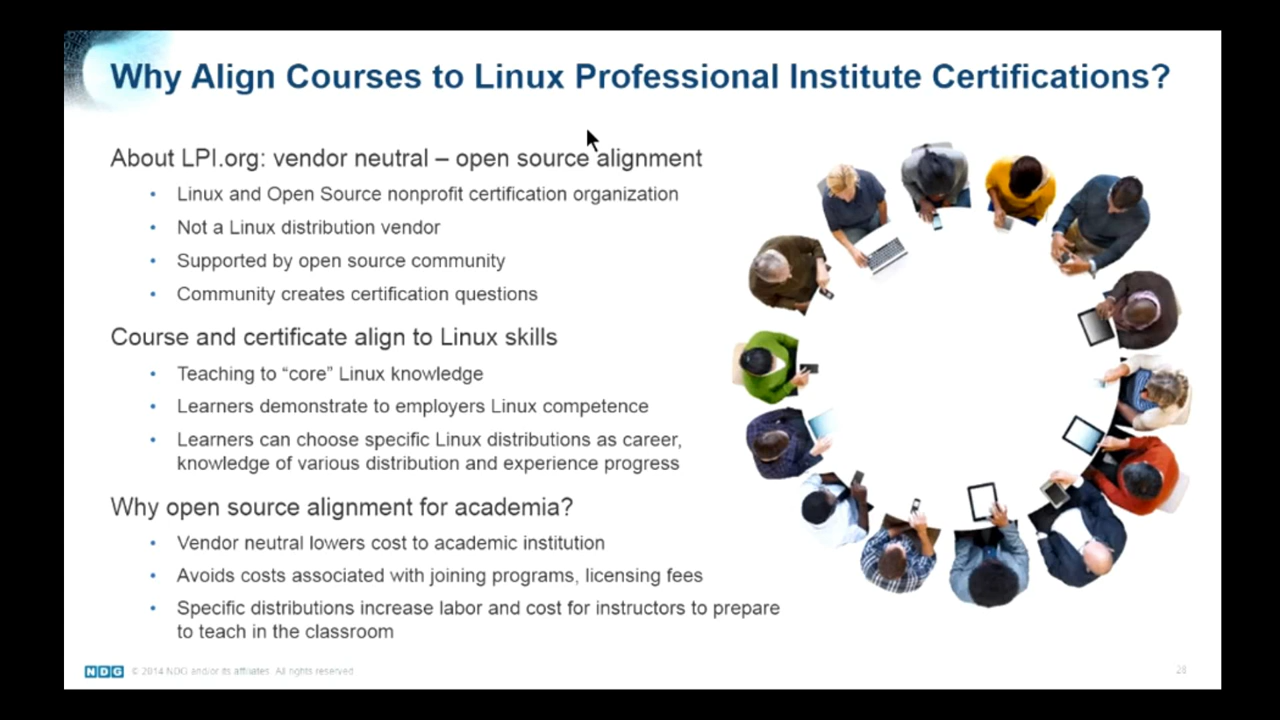 Why Align Courses to Linux Professional Institute Certifications?
About LPI.org: vendor neutral – open source alignment
• Linux and Open Source nonprofit certification organization
• Not a Linux distribution vendor
• Supported by open source community
• Community creates certification questions
Course and certificate align to Linux skills
• Teaching to “core” Linux knowledge
• Learners demonstrate to employers Linux competence
• Learners can choose specific Linux distributions as career,
knowledge of various distribution and experience progress
Why open source alignment for academia?
• Vendor neutral lowers cost to academic institution
• Avoids costs associated with joining programs, licensing fees
• Specific distributions increase labor and cost for instructors to prepare
to teach in the classroom
NDG © 2014 NDG and/or its affiliates. All rights reserved
28